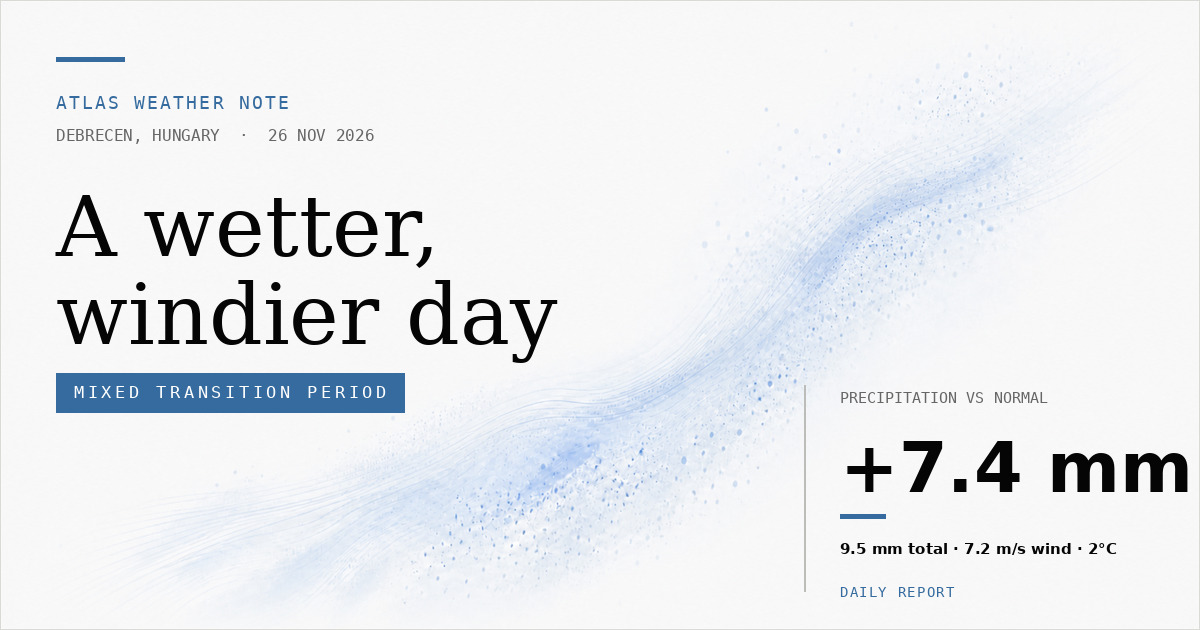 ATLAS WEATHER NOTE
DEBRECEN, HUNGARY · 26 NOV 2026
A wetter,
windier day
MIXED TRANSITION PERIOD
PRECIPITATION VS NORMAL
+7.4 mm
9.5 mm total · 7.2 m/s wind · 2°C
DAILY REPORT